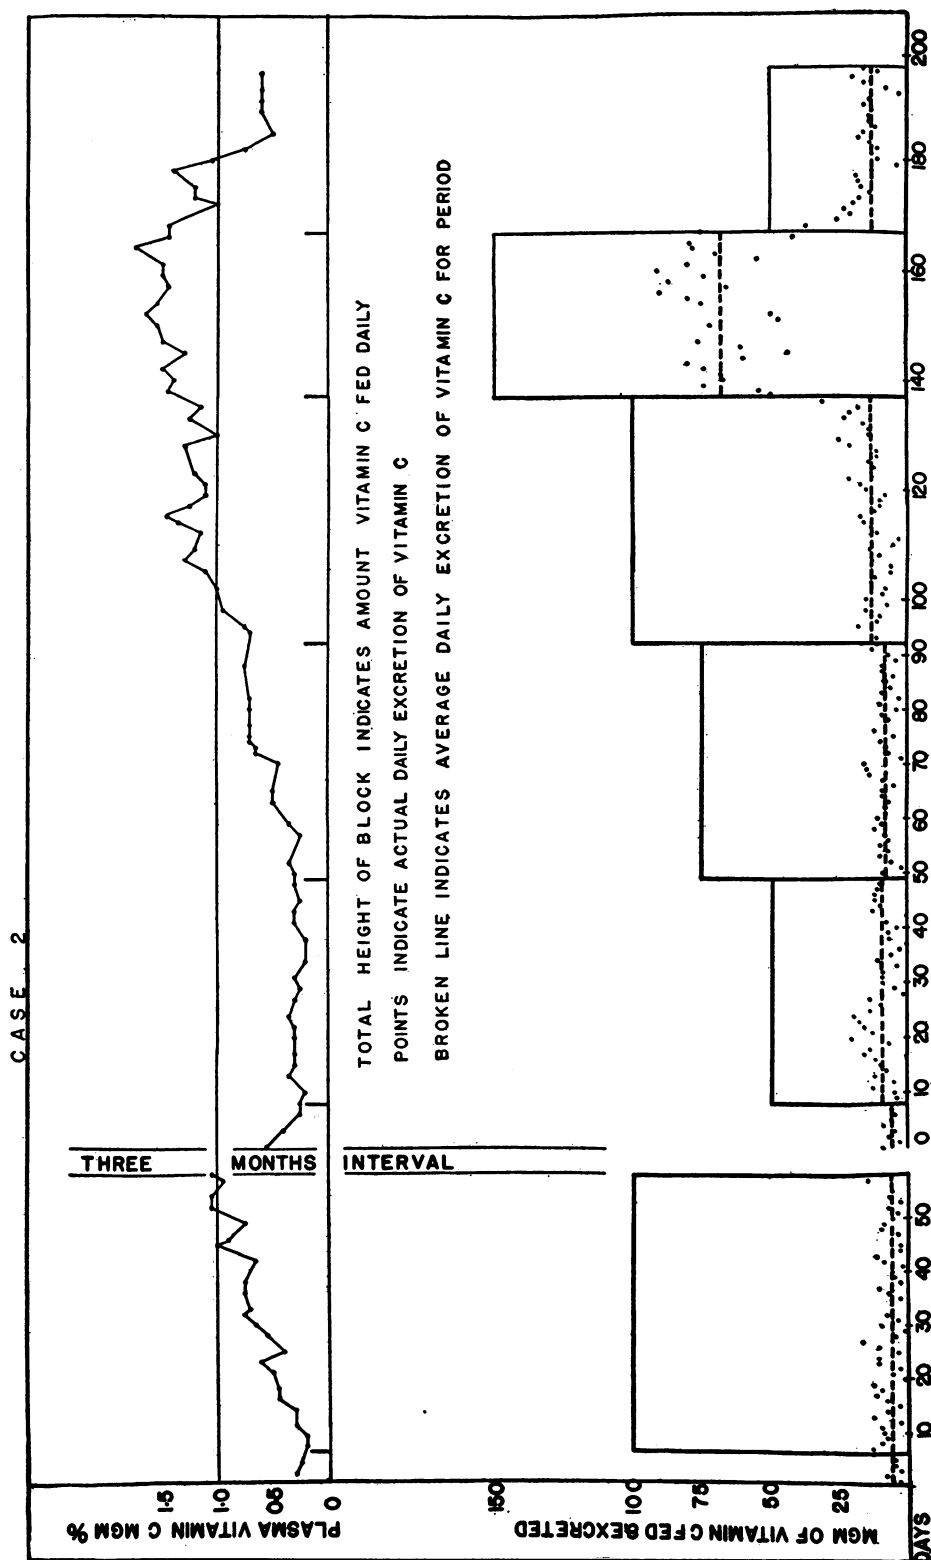 CASE 2
PLASMA VITAMIN C MGM %
1.5
1.0
0.5
0
THREE MONTHS INTERVAL
TOTAL HEIGHT OF BLOCK INDICATES AMOUNT VITAMIN C FED DAILY
POINTS INDICATE ACTUAL DAILY EXCRETION OF VITAMIN C
BROKEN LINE INDICATES AVERAGE DAILY EXCRETION OF VITAMIN C FOR PERIOD
MGM OF VITAMIN C FED & EXCRETED
150
100
75
50
25
DAYS 10 20 30 40 50 0 10 20 30 40 50 60 70 80 90 100 120 140 160 180 200